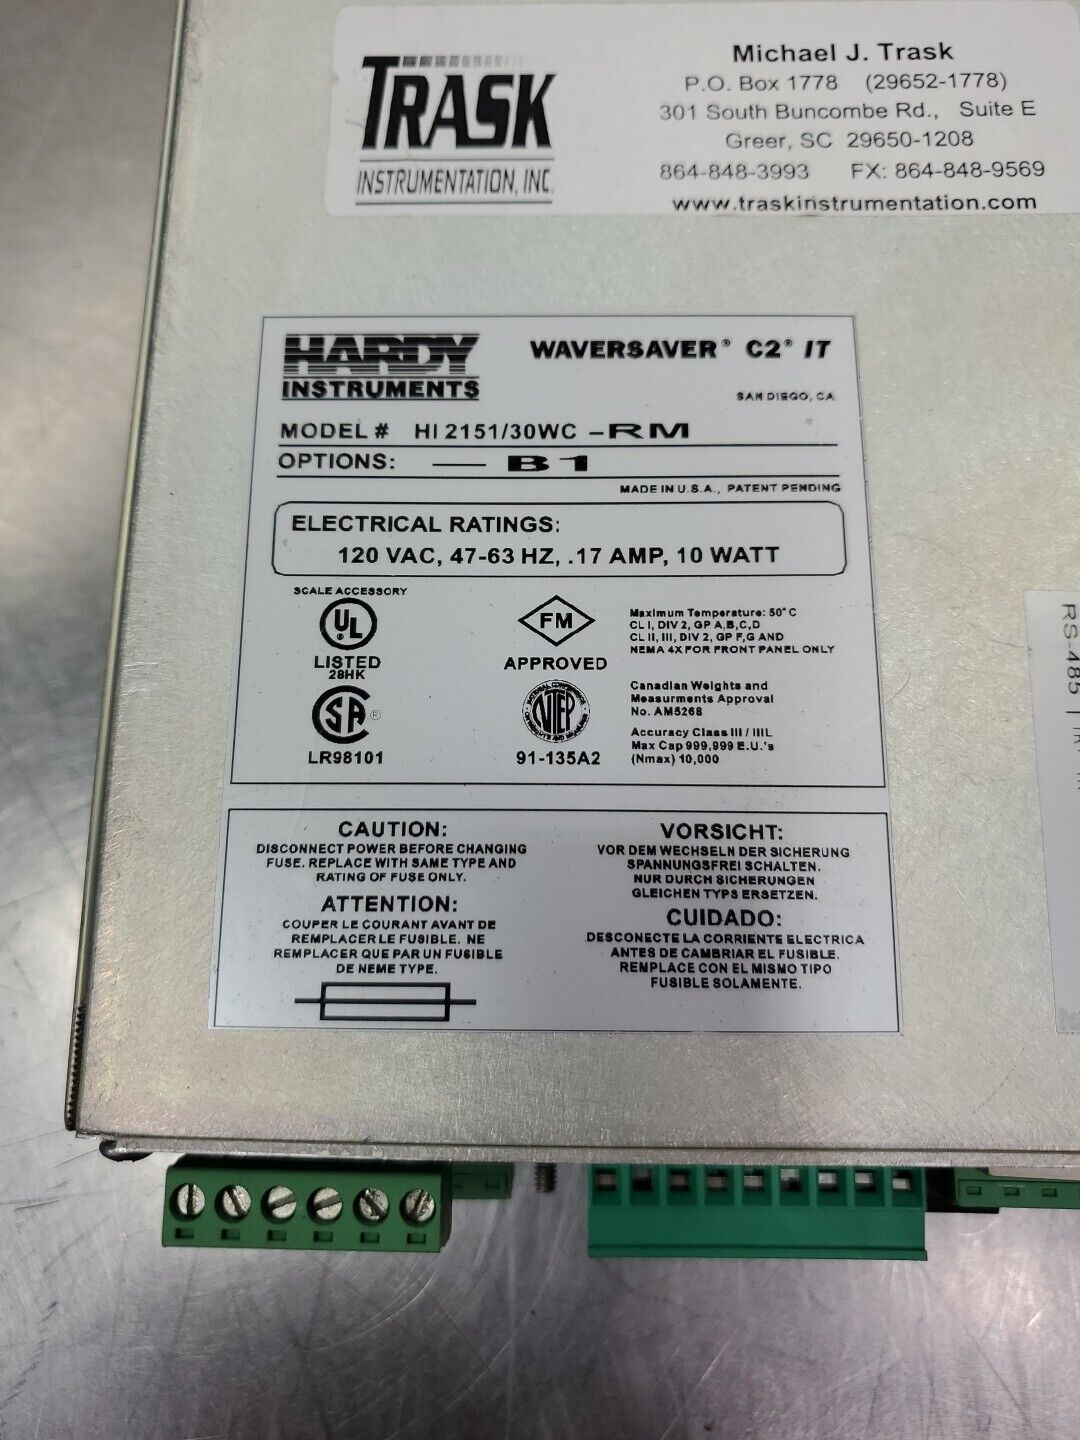 TRASK
INSTRUMENTATION, INC.
Michael J. Trask
P.O. Box 1778 (29652-1778)
301 South Buncombe Rd., Suite E
Greer, SC 29650-1208
864-848-3993 FX: 864-848-9569
www.traskinstrumentation.com
HARDY
INSTRUMENTS
WAVERSAVER® C2® IT
SAN DIEGO, CA
MODEL # HI 2151/30WC -RM
OPTIONS: — B1
MADE IN U.S.A., PATENT PENDING
ELECTRICAL RATINGS:
120 VAC, 47-63 HZ, .17 AMP, 10 WATT
SCALE ACCESSORY
UL
LISTED
28HK
SA ®
LR98101
FM
APPROVED
NATIONAL CONFERENCE
ON WEIGHTS AND MEASURES
NTEP
91-135A2
Maximum Temperature: 50° C
CL I, DIV 2, GP A,B,C,D
CL II, III, DIV 2, GP F,G AND
NEMA 4X FOR FRONT PANEL ONLY
Canadian Weights and
Measurments Approval
No. AM5268
Accuracy Class III / IIIL
Max Cap 999,999 E.U.'s
(Nmax) 10,000
CAUTION:
DISCONNECT POWER BEFORE CHANGING
FUSE. REPLACE WITH SAME TYPE AND
RATING OF FUSE ONLY.
ATTENTION:
COUPER LE COURANT AVANT DE
REMPLACER LE FUSIBLE. NE
REMPLACER QUE PAR UN FUSIBLE
DE NEME TYPE.
VORSICHT:
VOR DEM WECHSELN DER SICHERUNG
SPANNUNGSFREI SCHALTEN.
NUR DURCH SICHERUNGEN
GLEICHEN TYPS ERSETZEN.
CUIDADO:
DESCONECTE LA CORRIENTE ELECTRICA
ANTES DE CAMBRIAR EL FUSIBLE.
REMPLACE CON EL MISMO TIPO
FUSIBLE SOLAMENTE.
RS-485